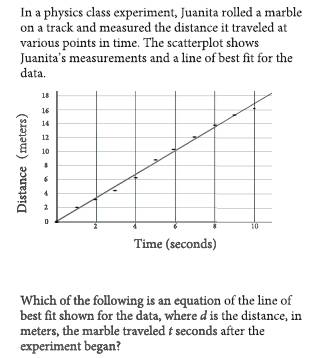 In a physics class experiment, Juanita rolled a marble
on a track and measured the distance it traveled at
various points in time. The scatterplot shows
Juanita's measurements and a line of best fit for the
data.
18
16
14
12
10
8
6
4
2
0
Distance (meters)
2 4 6 8 10
Time (seconds)
Which of the following is an equation of the line of
best fit shown for the data, where d is the distance, in
meters, the marble traveled t seconds after the
experiment began?